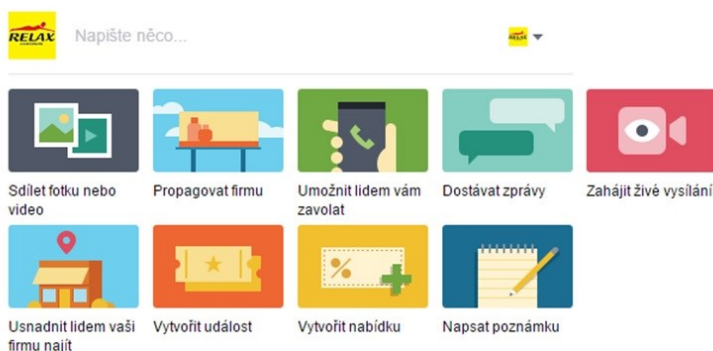 RELAX
Napište něco...
RELAX
Sdílet fotku nebo
video
Propagovat firmu
Umožnit lidem vám
zavolat
Dostávat zprávy
Zahájit živé vysílání
%
Usnadnit lidem vaši
firmu najít
Vytvořit událost
Vytvořit nabídku
Napsat poznámku